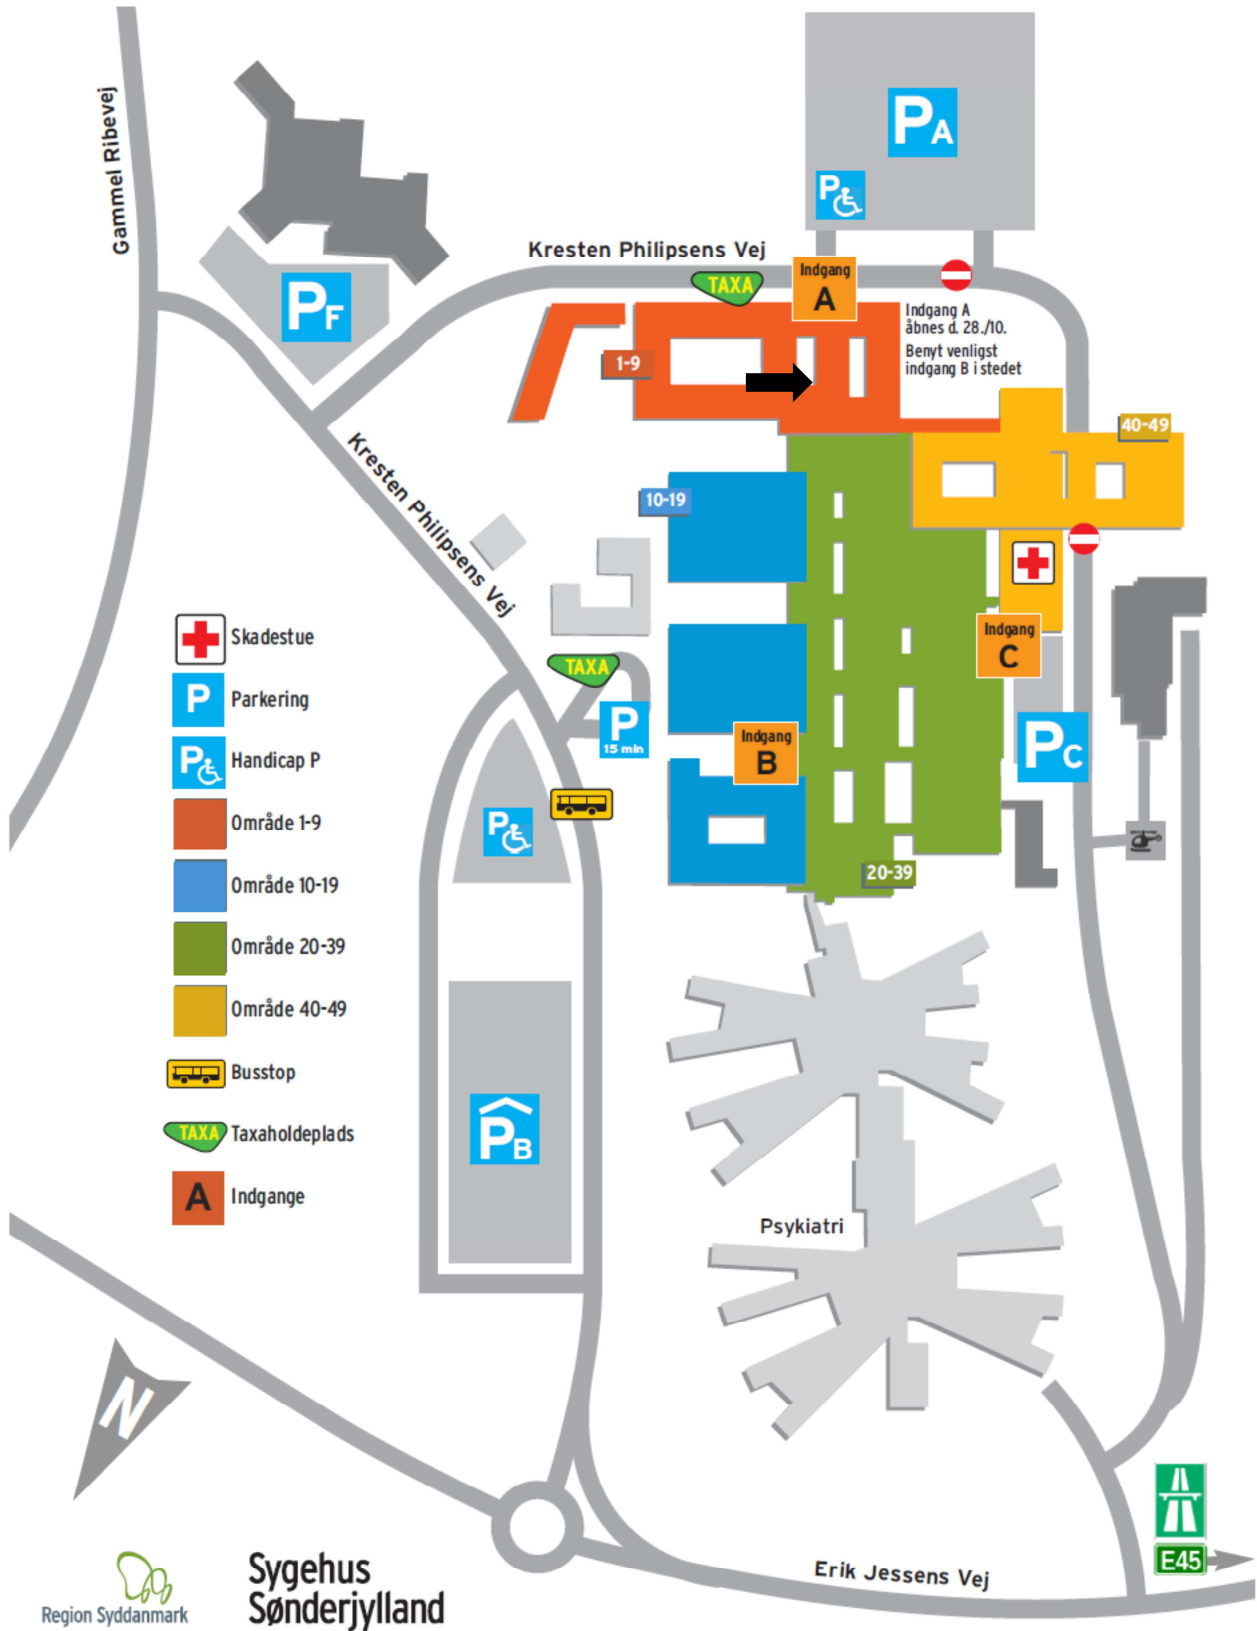 PA
P
Gammel Ribevej
Kresten Philipsens Vej
TAXA
Indgang
A
PF
Indgang A
åbnes d. 28./10.
Benyt venligst
indgang B i stedet
1-9
40-49
Kresten Philipsens Vej
10-19
Indgang
C
Skadestue
TAXA
P
Parkering
P
15 min
Indgang
B
PC
P
Handicap P
P
Område 1-9
20-39
Område 10-19
Område 20-39
Område 40-49
Busstop
TAXA
Taxaholdeplads
PB
A
Indgange
Psykiatri
N
E45
Erik Jessens Vej
Region Syddanmark
Sygehus
Sønderjylland